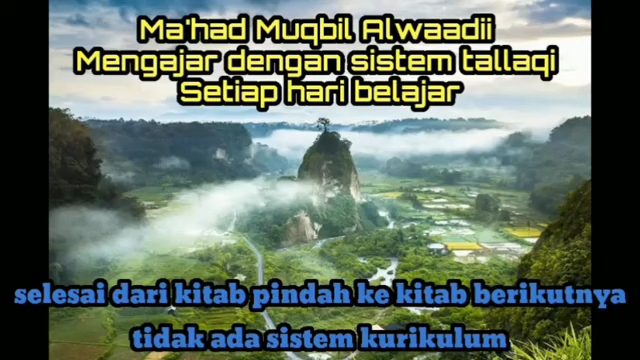 Ma'had Muqbil Alwaadii
Mengajar dengan sistem tallaqi
Setiap hari belajar
selesai dari kitab pindah ke kitab berikutnya
tidak ada sistem kurikulum